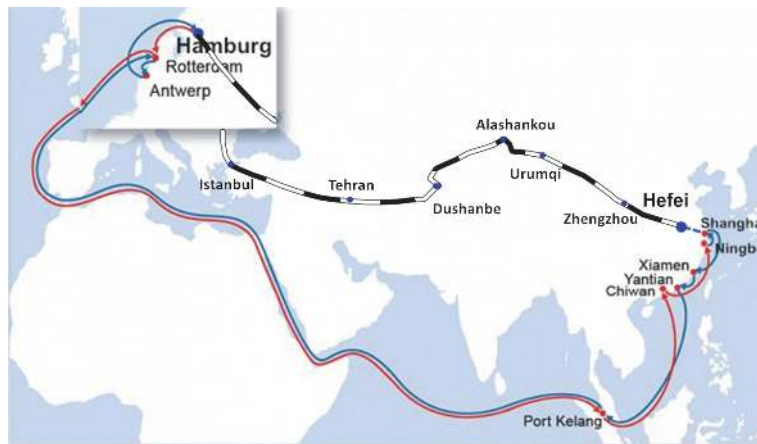 Hamburg
Rotterdam
Antwerp
Alashankou
Urumqi
Istanbul
Tehran
Dushanbe
Zhengzhou
Hefei
Shangha
Ningb
Xiamen
Yantian
Chiwan
Port Kelang